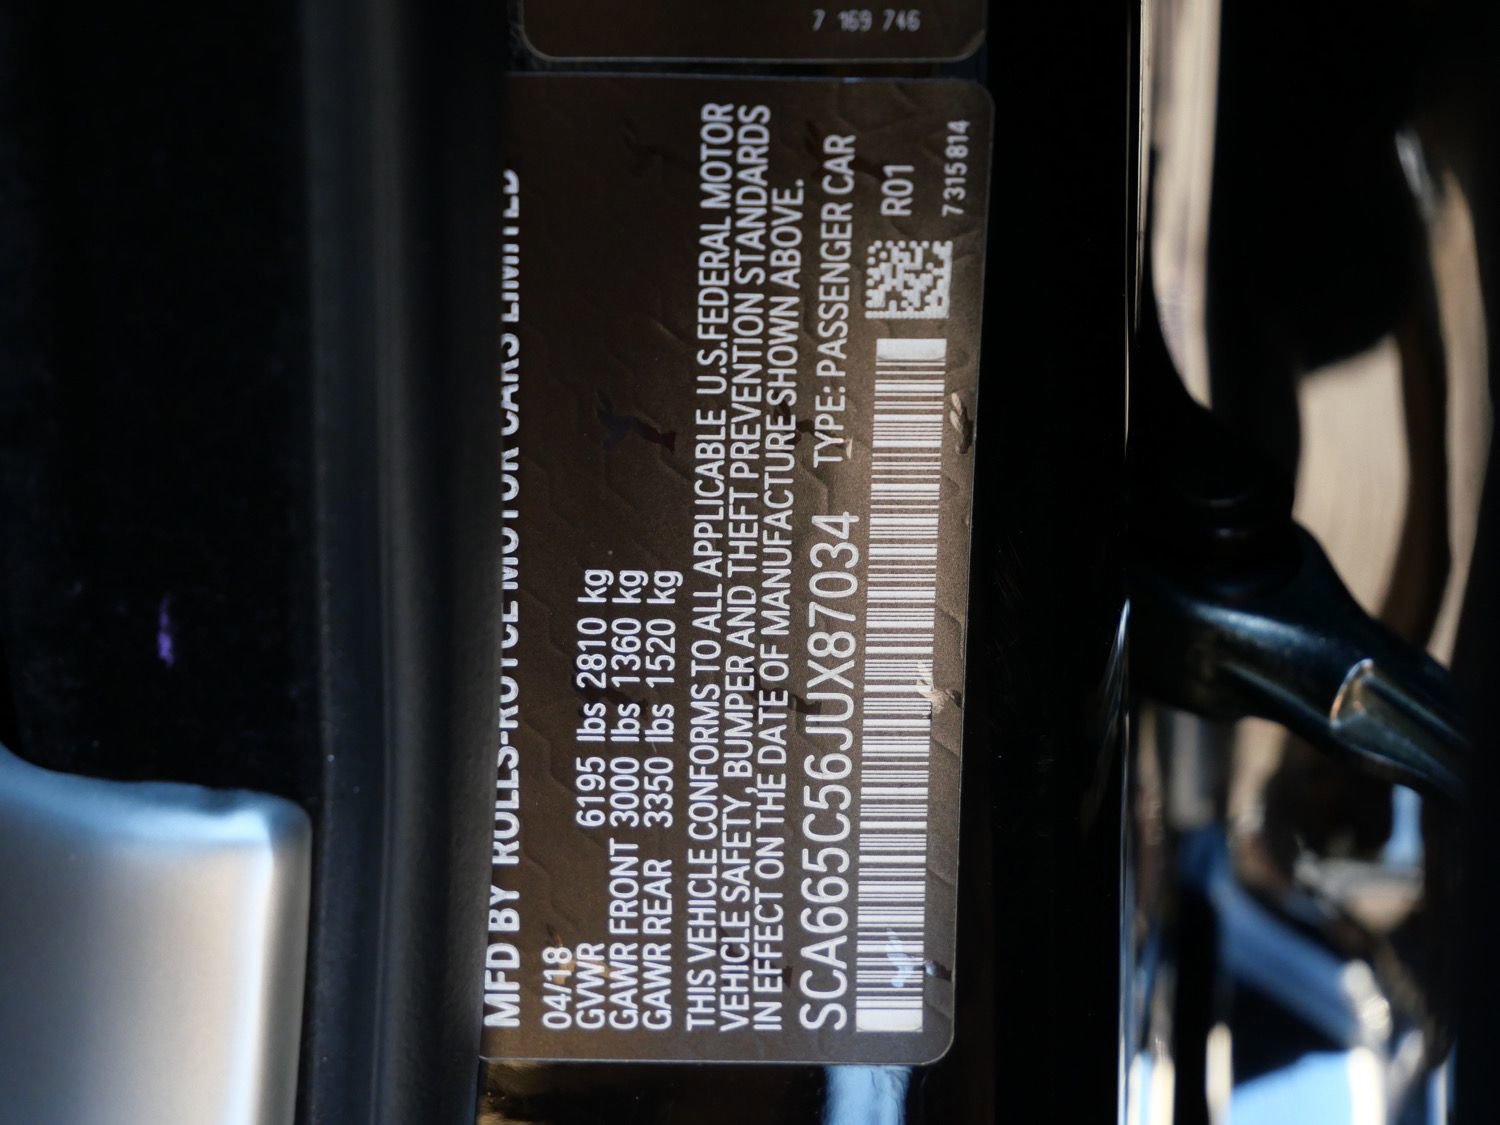 7 169 746
MFD BY ROLLS-ROYCE MOTOR CARS LIMITED
04/18
GVWR 6195 lbs 2810 kg
GAWR FRONT 3000 lbs 1360 kg
GAWR REAR 3350 lbs 1520 kg
THIS VEHICLE CONFORMS TO ALL APPLICABLE U.S.FEDERAL MOTOR
VEHICLE SAFETY, BUMPER AND THEFT PREVENTION STANDARDS
IN EFFECT ON THE DATE OF MANUFACTURE SHOWN ABOVE.
SCA665C56JUX87034 TYPE: PASSENGER CAR
R01
7 315 814